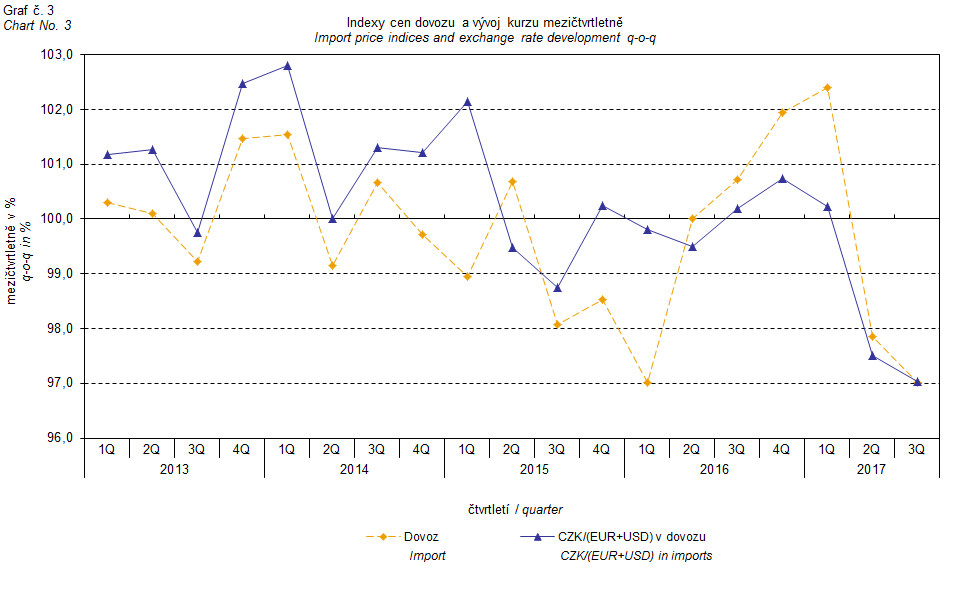 Graf č. 3
Chart No. 3
Indexy cen dovozu a vývoj kurzu mezičtvrtletně
Import price indices and exchange rate development q-o-q
103,0
102,0
101,0
100,0
99,0
98,0
97,0
96,0
mezičtvrtletně v %
q-o-q in %
1Q 2Q 3Q 4Q 1Q 2Q 3Q 4Q 1Q 2Q 3Q 4Q 1Q 2Q 3Q 4Q 1Q 2Q 3Q
2013 2014 2015 2016 2017
čtvrtletí / quarter
Dovoz CZK/(EUR+USD) v dovozu
Import CZK/(EUR+USD) in imports